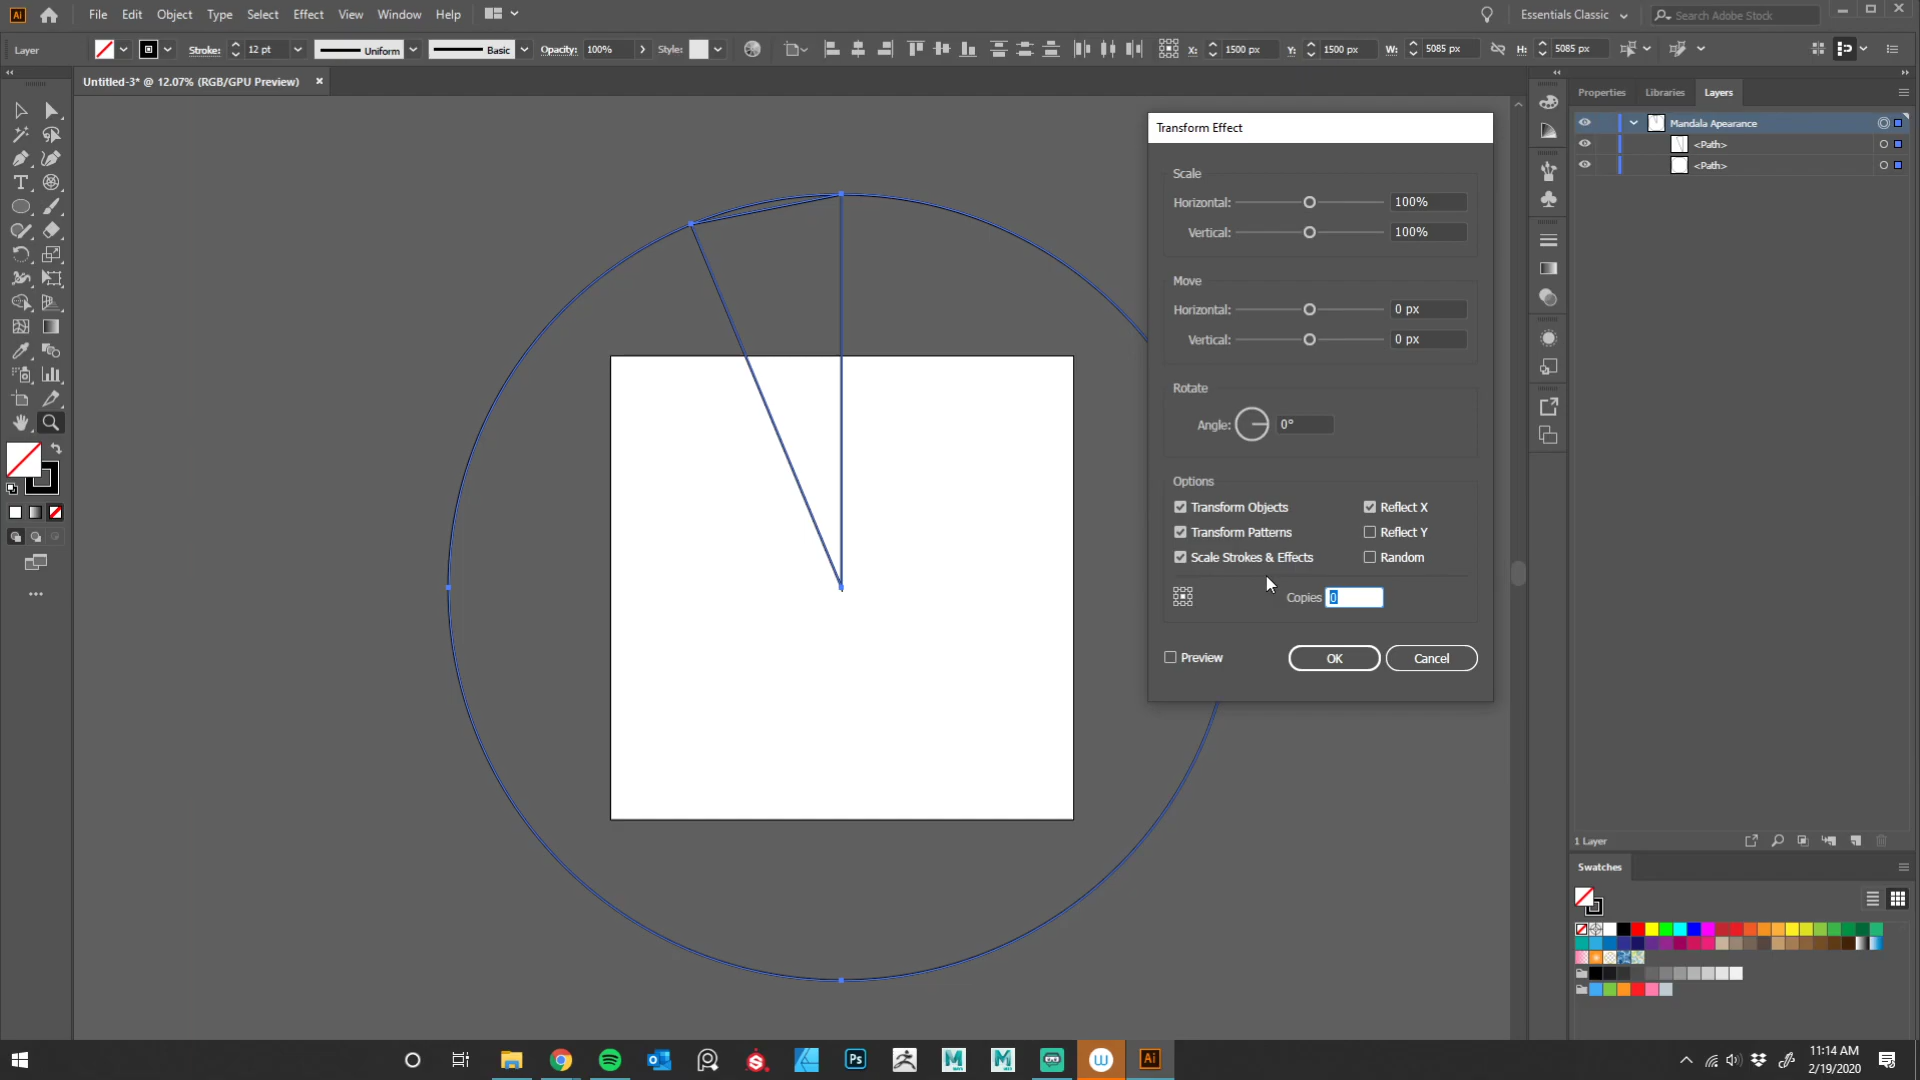 Ai File Edit Object Type Select Effect View Window Help Essentials Classic Search Adobe Stock
Layer Stroke: 12 pt Uniform Basic Opacity: 100% Style: X: 1500 px Y: 1500 px W: 5085 px H: 5085 px
Untitled-3* @ 12.07% (RGB/GPU Preview) ×
Properties Libraries Layers
Mandala Apearance
<Path>
<Path>
Transform Effect
Scale
Horizontal: 100%
Vertical: 100%
Move
Horizontal: 0 px
Vertical: 0 px
Rotate
Angle: 0°
Options
Transform Objects Reflect X
Transform Patterns Reflect Y
Scale Strokes & Effects Random
Copies 0
Preview OK Cancel
1 Layer
Swatches
Ps M M w Ai
11:14 AM
2/19/2020